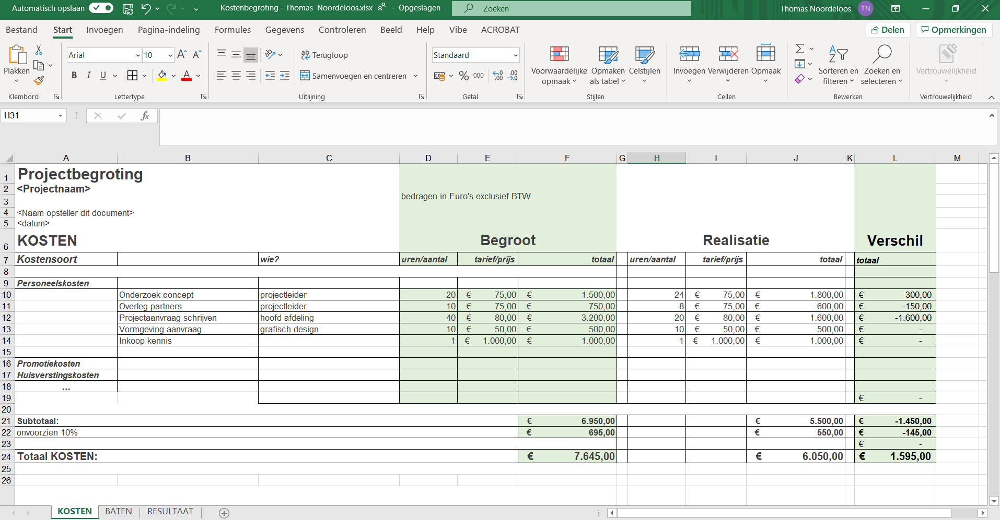 Automatisch opslaan Kostenbegroting - Thomas Noordeloos.xlsx - Opgeslagen Zoeken Thomas Noordeloos TN
Bestand Start Invoegen Pagina-indeling Formules Gegevens Controleren Beeld Help Vibe ACROBAT Delen Opmerkingen
Plakken Arial 10 A A Terugloop Standaard
B I U A Samenvoegen en centreren % 000
Voorwaardelijke opmaak Opmaken als tabel Celstijlen Invoegen Verwijderen Opmaak Sorteren en filteren Zoeken en selecteren Vertrouwelijkheid
Klembord Lettertype Uitlijning Getal Stijlen Cellen Bewerken Vertrouwelijkheid
H31 fx
A B C D E F G H I J K L M
1 Projectbegroting
2 <Projectnaam>
3 bedragen in Euro's exclusief BTW
4 <Naam opsteller dit document>
5 <datum>
6 KOSTEN Begroot Realisatie Verschil
7 Kostensoort wie? uren/aantal tarief/prijs totaal uren/aantal tarief/prijs totaal totaal
8
9 Personeelskosten
10 Onderzoek concept projectleider 20 € 75,00 € 1.500,00 24 € 75,00 € 1.800,00 € 300,00
11 Overleg partners projectleider 10 € 75,00 € 750,00 8 € 75,00 € 600,00 € -150,00
12 Projectaanvraag schrijven hoofd afdeling 40 € 80,00 € 3.200,00 20 € 80,00 € 1.600,00 € -1.600,00
13 Vormgeving aanvraag grafisch design 10 € 50,00 € 500,00 10 € 50,00 € 500,00 € -
14 Inkoop kennis 1 € 1.000,00 € 1.000,00 1 € 1.000,00 € 1.000,00 € -
15
16 Promotiekosten
17 Huisverstingskosten
18 ...
19 € -
20
21 Subtotaal: € 6.950,00 € 5.500,00 € -1.450,00
22 onvoorzien 10% € 695,00 € 550,00 € -145,00
23 € -
24 Totaal KOSTEN: € 7.645,00 € 6.050,00 € 1.595,00
25
26
KOSTEN BATEN RESULTAAT